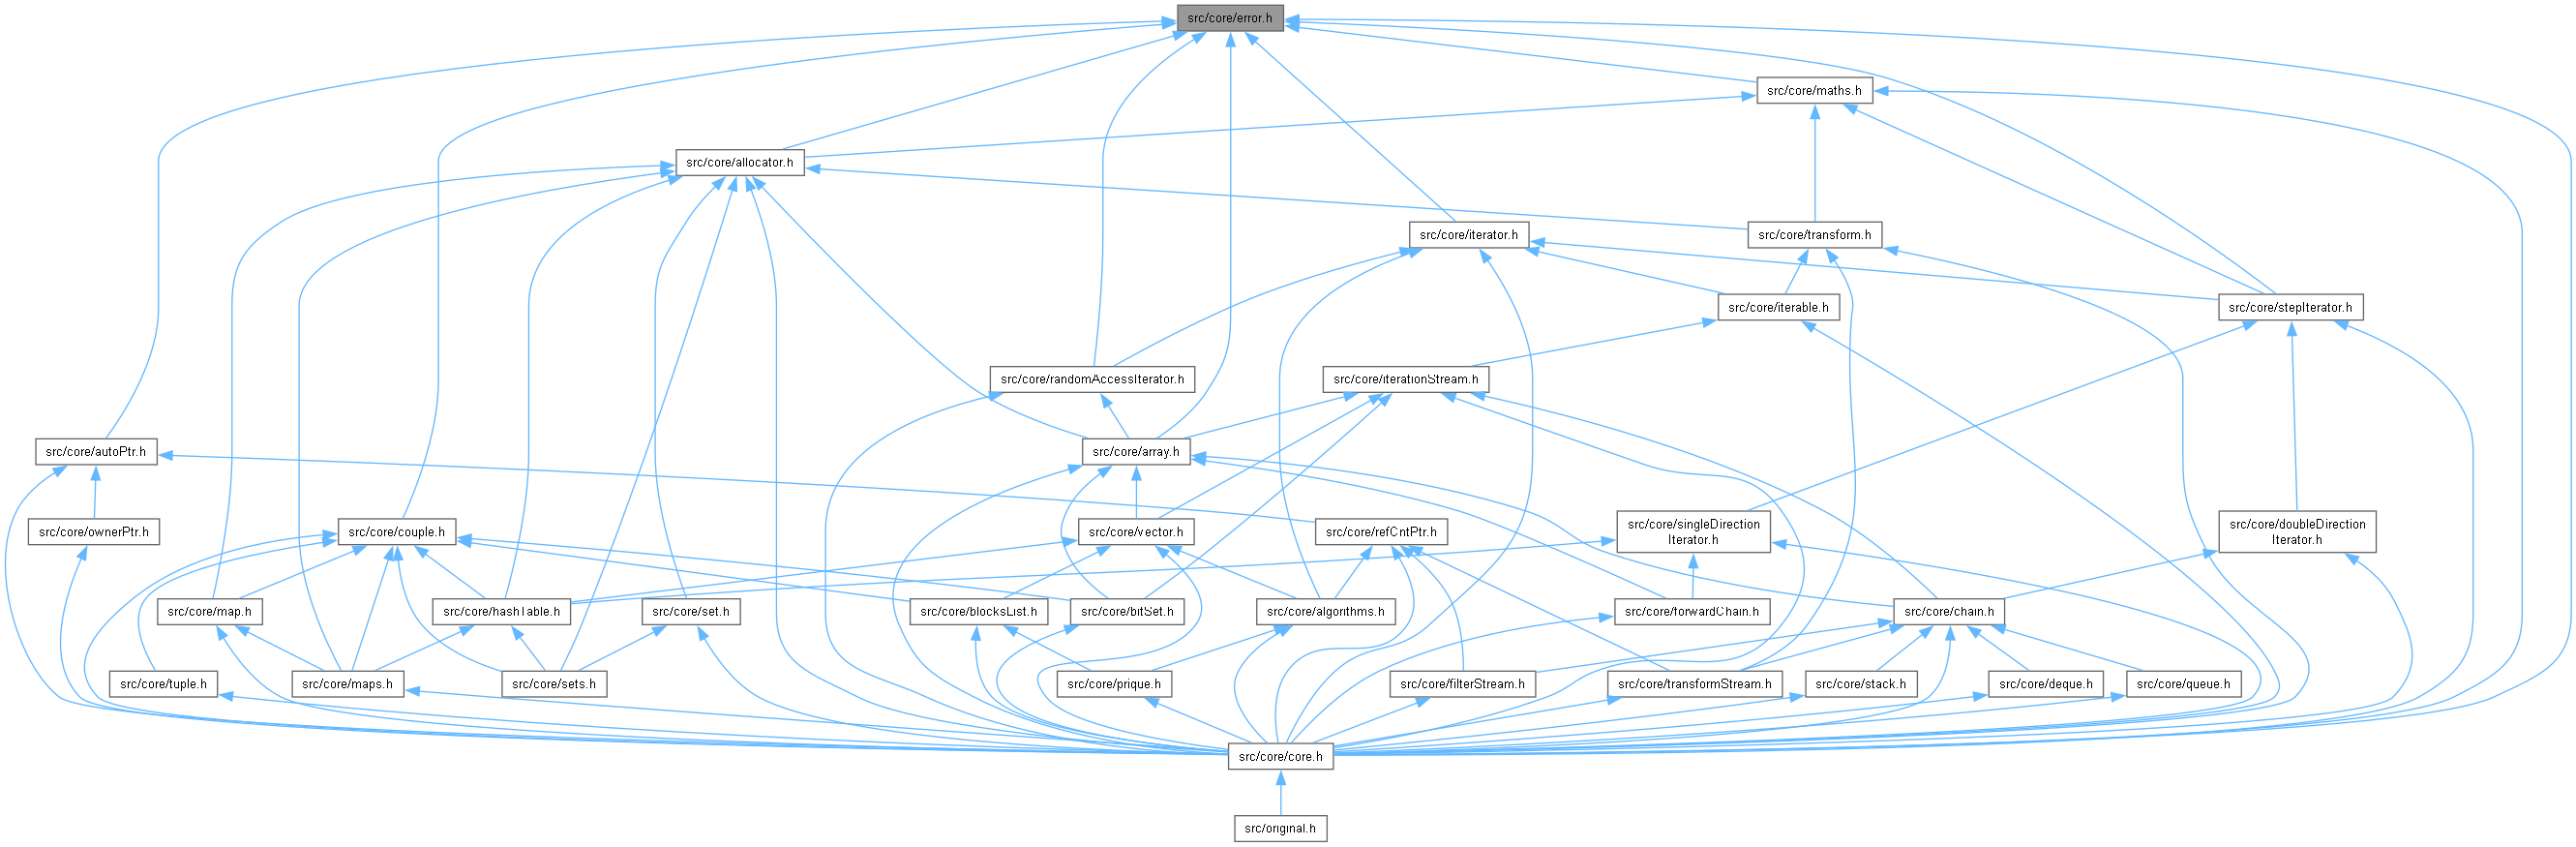 src/core/error.h
src/core/maths.h
src/core/allocator.h
src/core/iterator.h
src/core/transform.h
src/core/iterable.h
src/core/stepIterator.h
src/core/randomAccessIterator.h
src/core/iterationStream.h
src/core/autoPtr.h
src/core/array.h
src/core/ownerPtr.h
src/core/couple.h
src/core/vector.h
src/core/refCntPtr.h
src/core/singleDirection
Iterator.h
src/core/doubleDirection
Iterator.h
src/core/map.h
src/core/hashTable.h
src/core/set.h
src/core/blocksList.h
src/core/bitSet.h
src/core/algorithms.h
src/core/forwardChain.h
src/core/chain.h
src/core/tuple.h
src/core/maps.h
src/core/sets.h
src/core/prique.h
src/core/filterStream.h
src/core/transformStream.h
src/core/stack.h
src/core/deque.h
src/core/queue.h
src/core/core.h
src/original.h